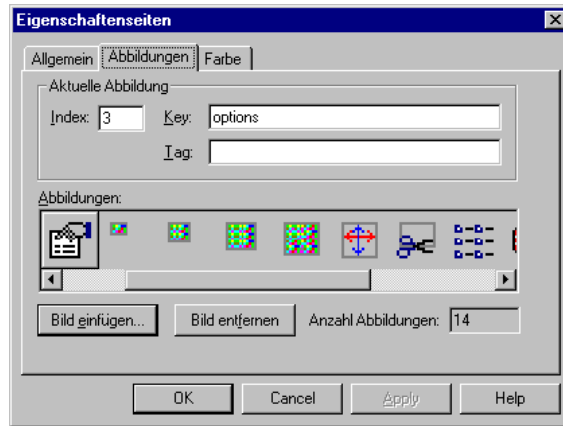 Eigenschaftenseiten
Allgemein Abbildungen Farbe
Aktuelle Abbildung
Index: 3 Key: options
Tag:
Abbildungen:
Bild einfügen... Bild entfernen Anzahl Abbildungen: 14
OK Cancel Apply Help